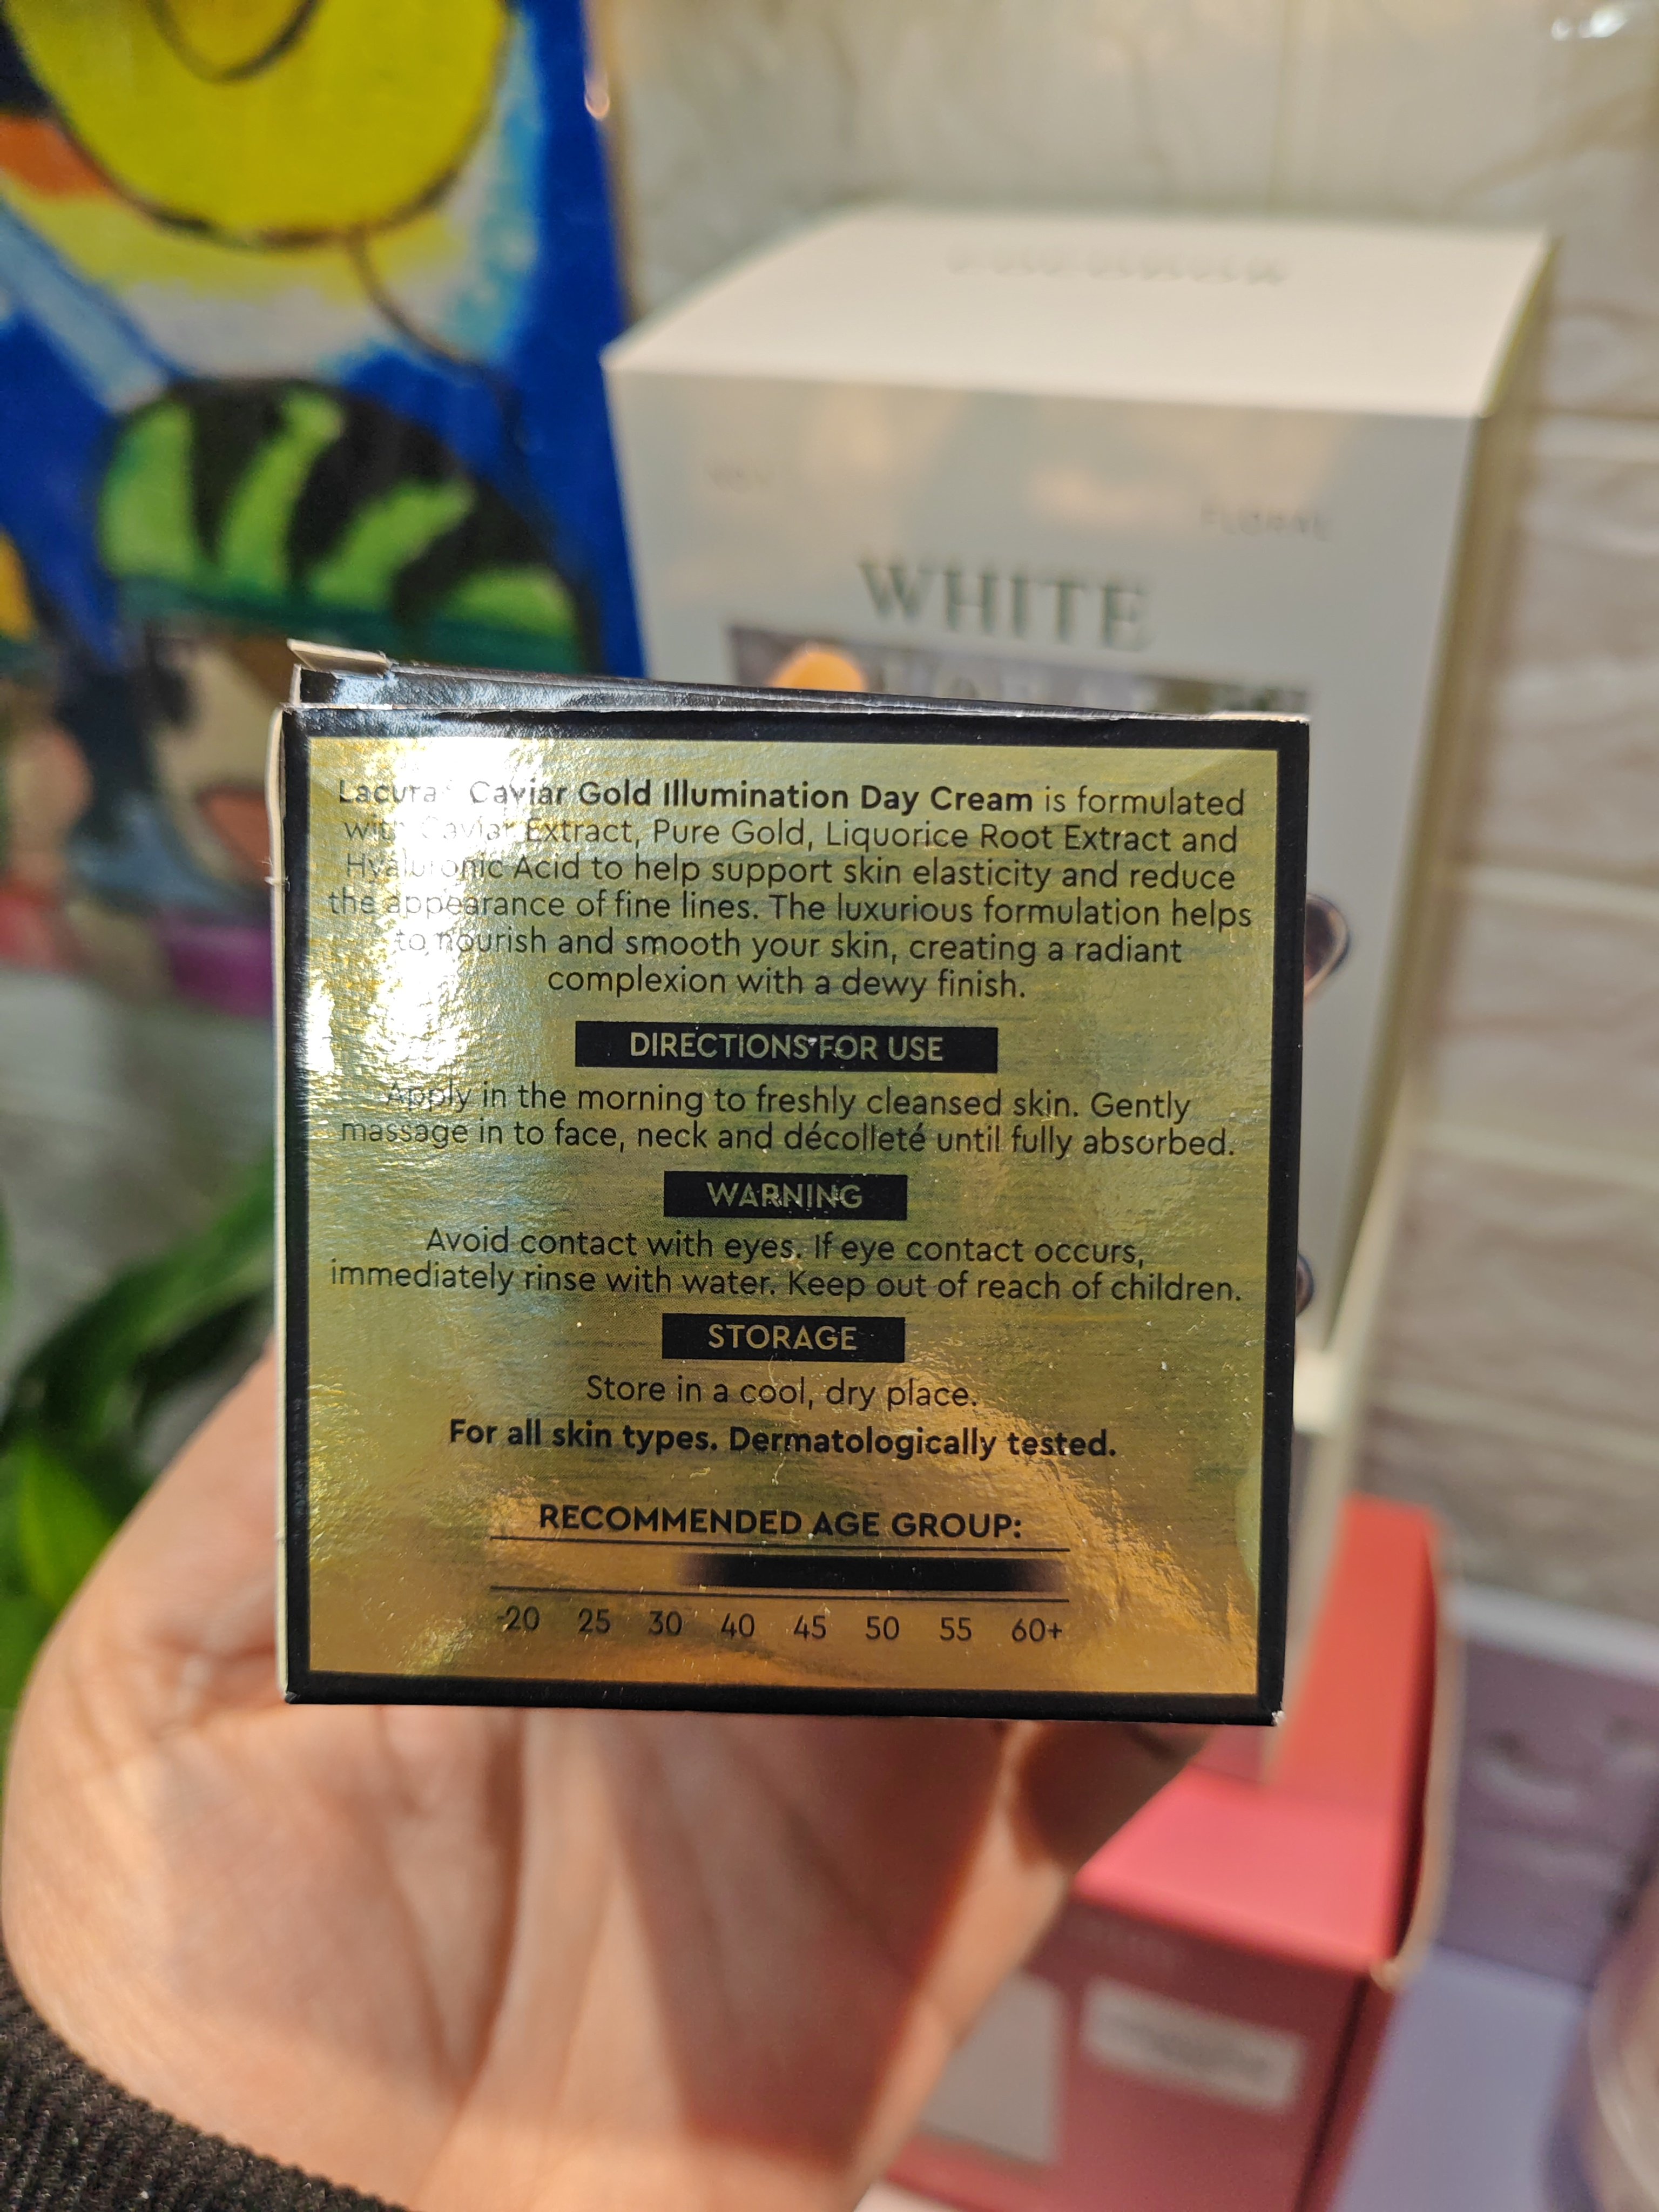 FLORAL
WHITE
Lacura Caviar Gold Illumination Day Cream is formulated
with Caviar Extract, Pure Gold, Liquorice Root Extract and
Hyaluronic Acid to help support skin elasticity and reduce
the appearance of fine lines. The luxurious formulation helps
to nourish and smooth your skin, creating a radiant
complexion with a dewy finish.
DIRECTIONS FOR USE
Apply in the morning to freshly cleansed skin. Gently
massage in to face, neck and décolleté until fully absorbed.
WARNING
Avoid contact with eyes. If eye contact occurs,
immediately rinse with water. Keep out of reach of children.
STORAGE
Store in a cool, dry place.
For all skin types. Dermatologically tested.
RECOMMENDED AGE GROUP:
-20 25 30 40 45 50 55 60+